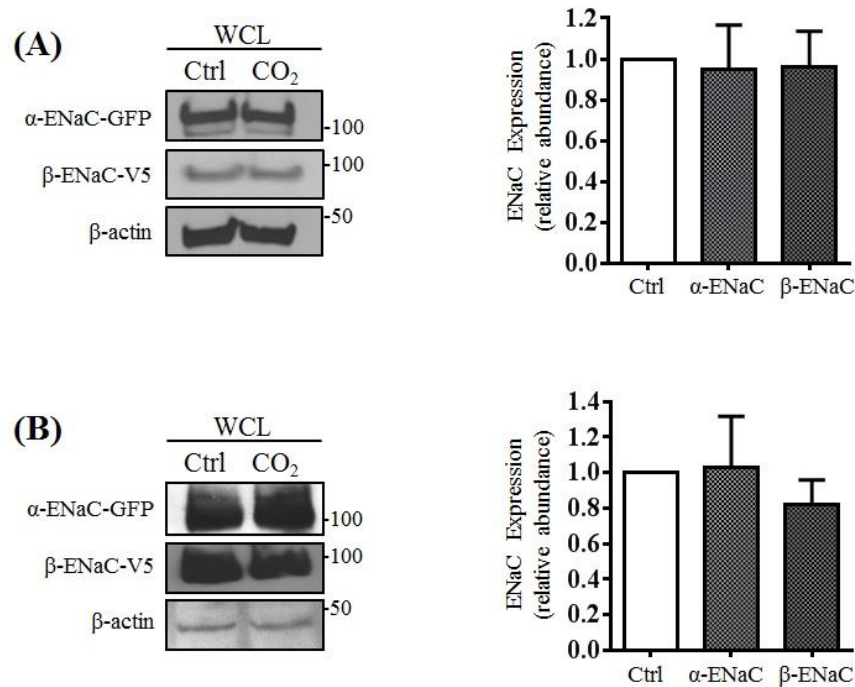 (A)
WCL
Ctrl CO₂
α-ENaC-GFP
-100
β-ENaC-V5
-100
β-actin
-50
ENaC Expression
(relative abundance)
1.2
1.0
0.8
0.6
0.4
0.2
0.0
Ctrl α-ENaC β-ENaC
(B)
WCL
Ctrl CO₂
α-ENaC-GFP
-100
β-ENaC-V5
-100
β-actin
-50
ENaC Expression
(relative abundance)
1.4
1.2
1.0
0.8
0.6
0.4
0.2
0.0
Ctrl α-ENaC β-ENaC